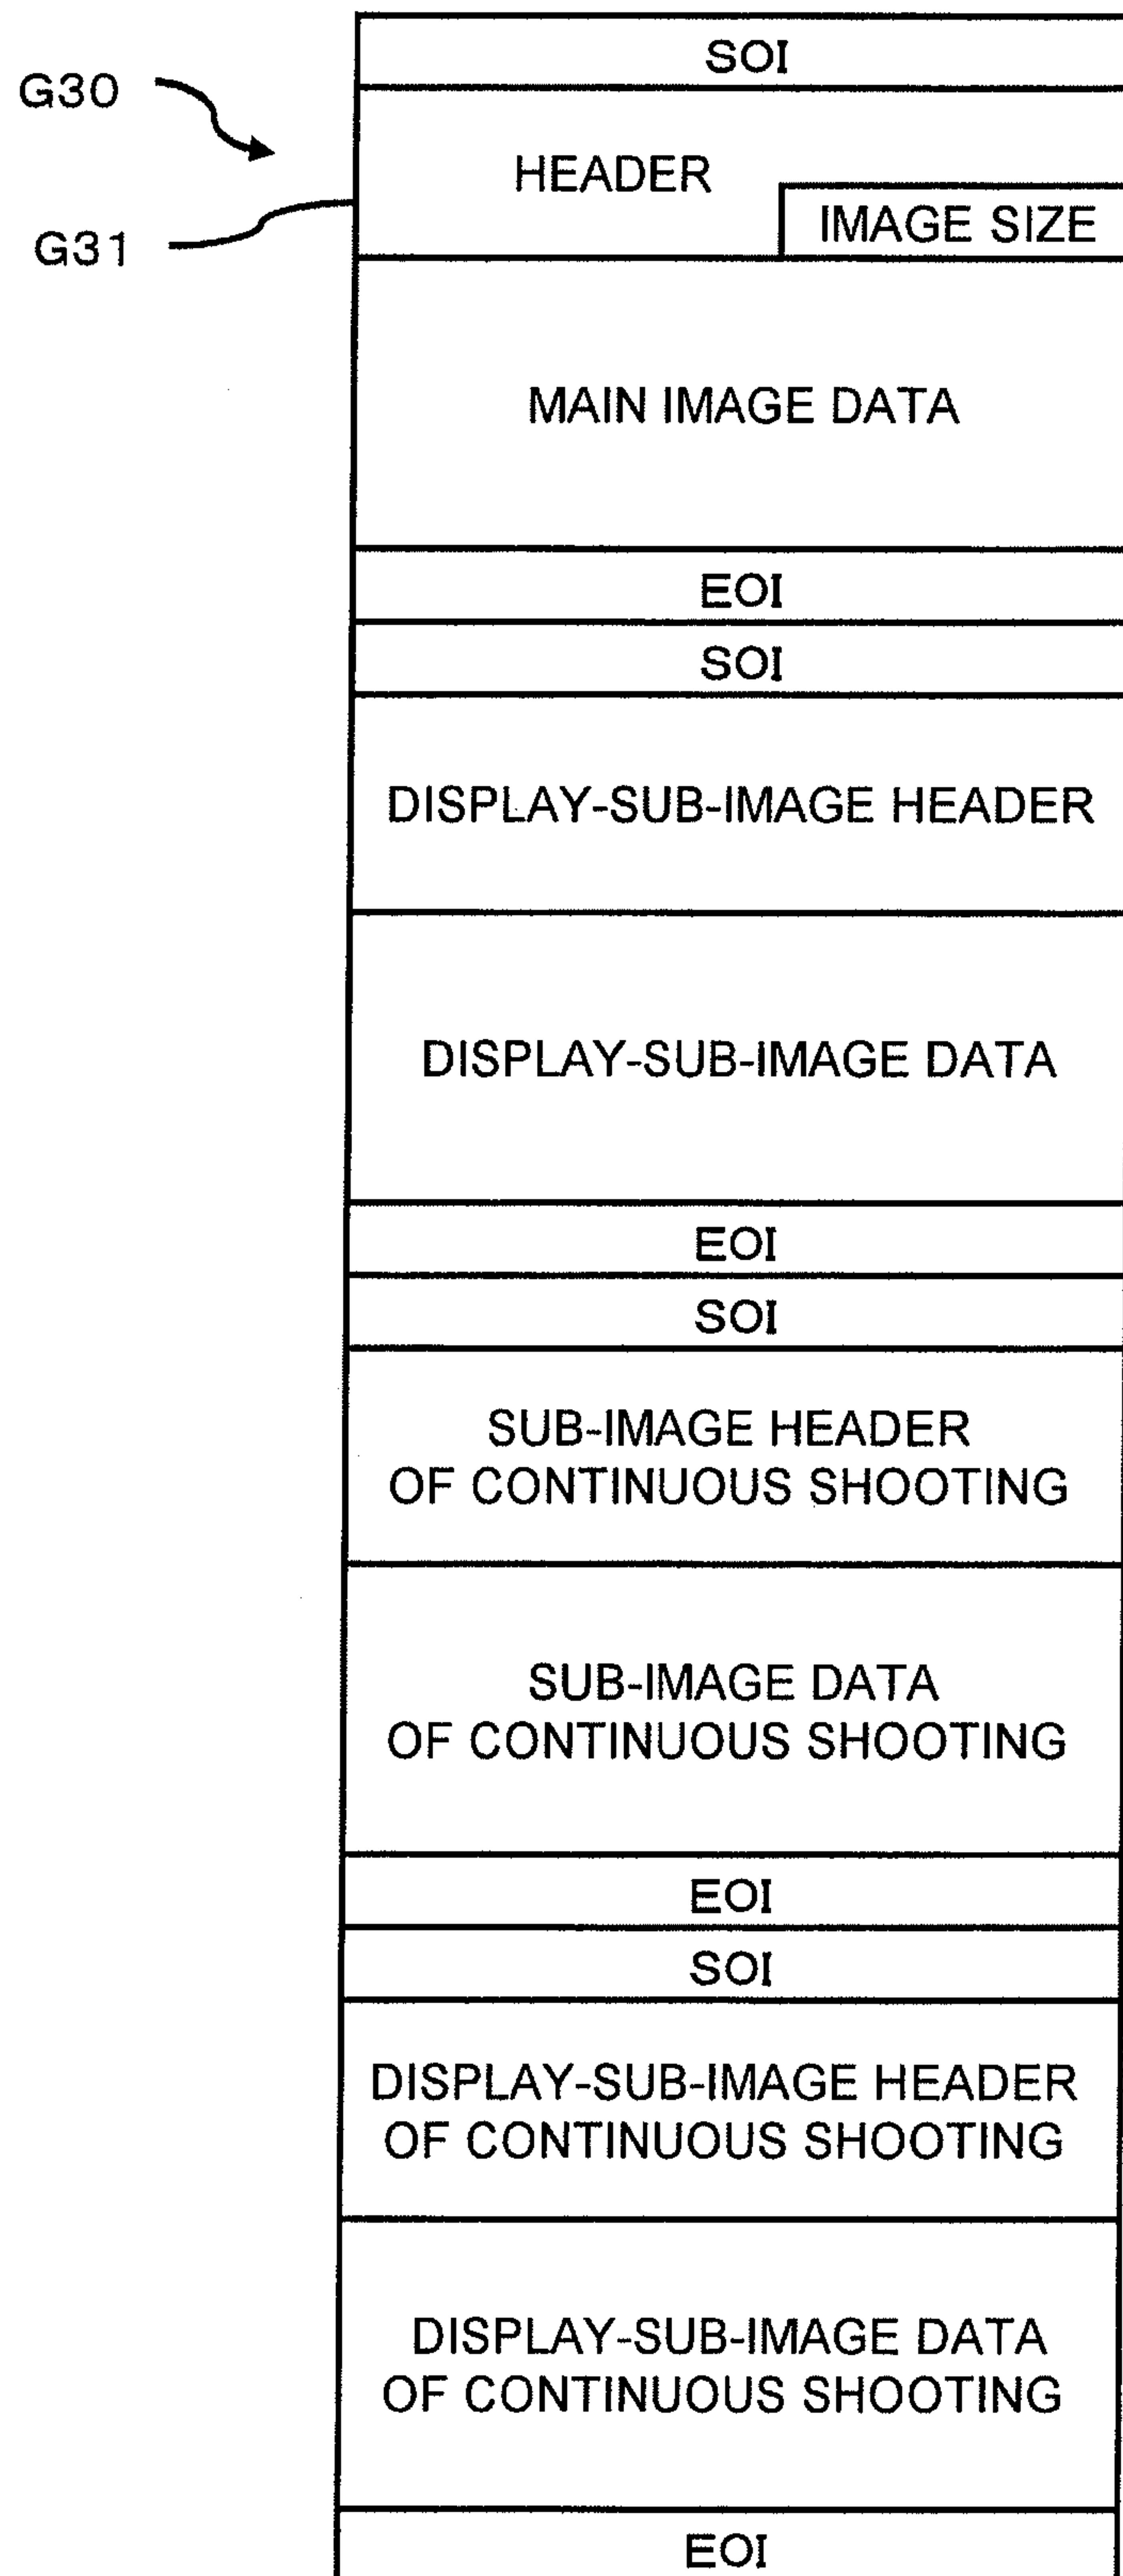 SOI
G30
HEADER
IMAGE SIZE
G31
MAIN IMAGE DATA
EOI
SOI
DISPLAY-SUB-IMAGE HEADER
DISPLAY-SUB-IMAGE DATA
EOI
SOI
SUB-IMAGE HEADER
OF CONTINUOUS SHOOTING
SUB-IMAGE DATA
OF CONTINUOUS SHOOTING
EOI
SOI
DISPLAY-SUB-IMAGE HEADER
OF CONTINUOUS SHOOTING
DISPLAY-SUB-IMAGE DATA
OF CONTINUOUS SHOOTING
EOI